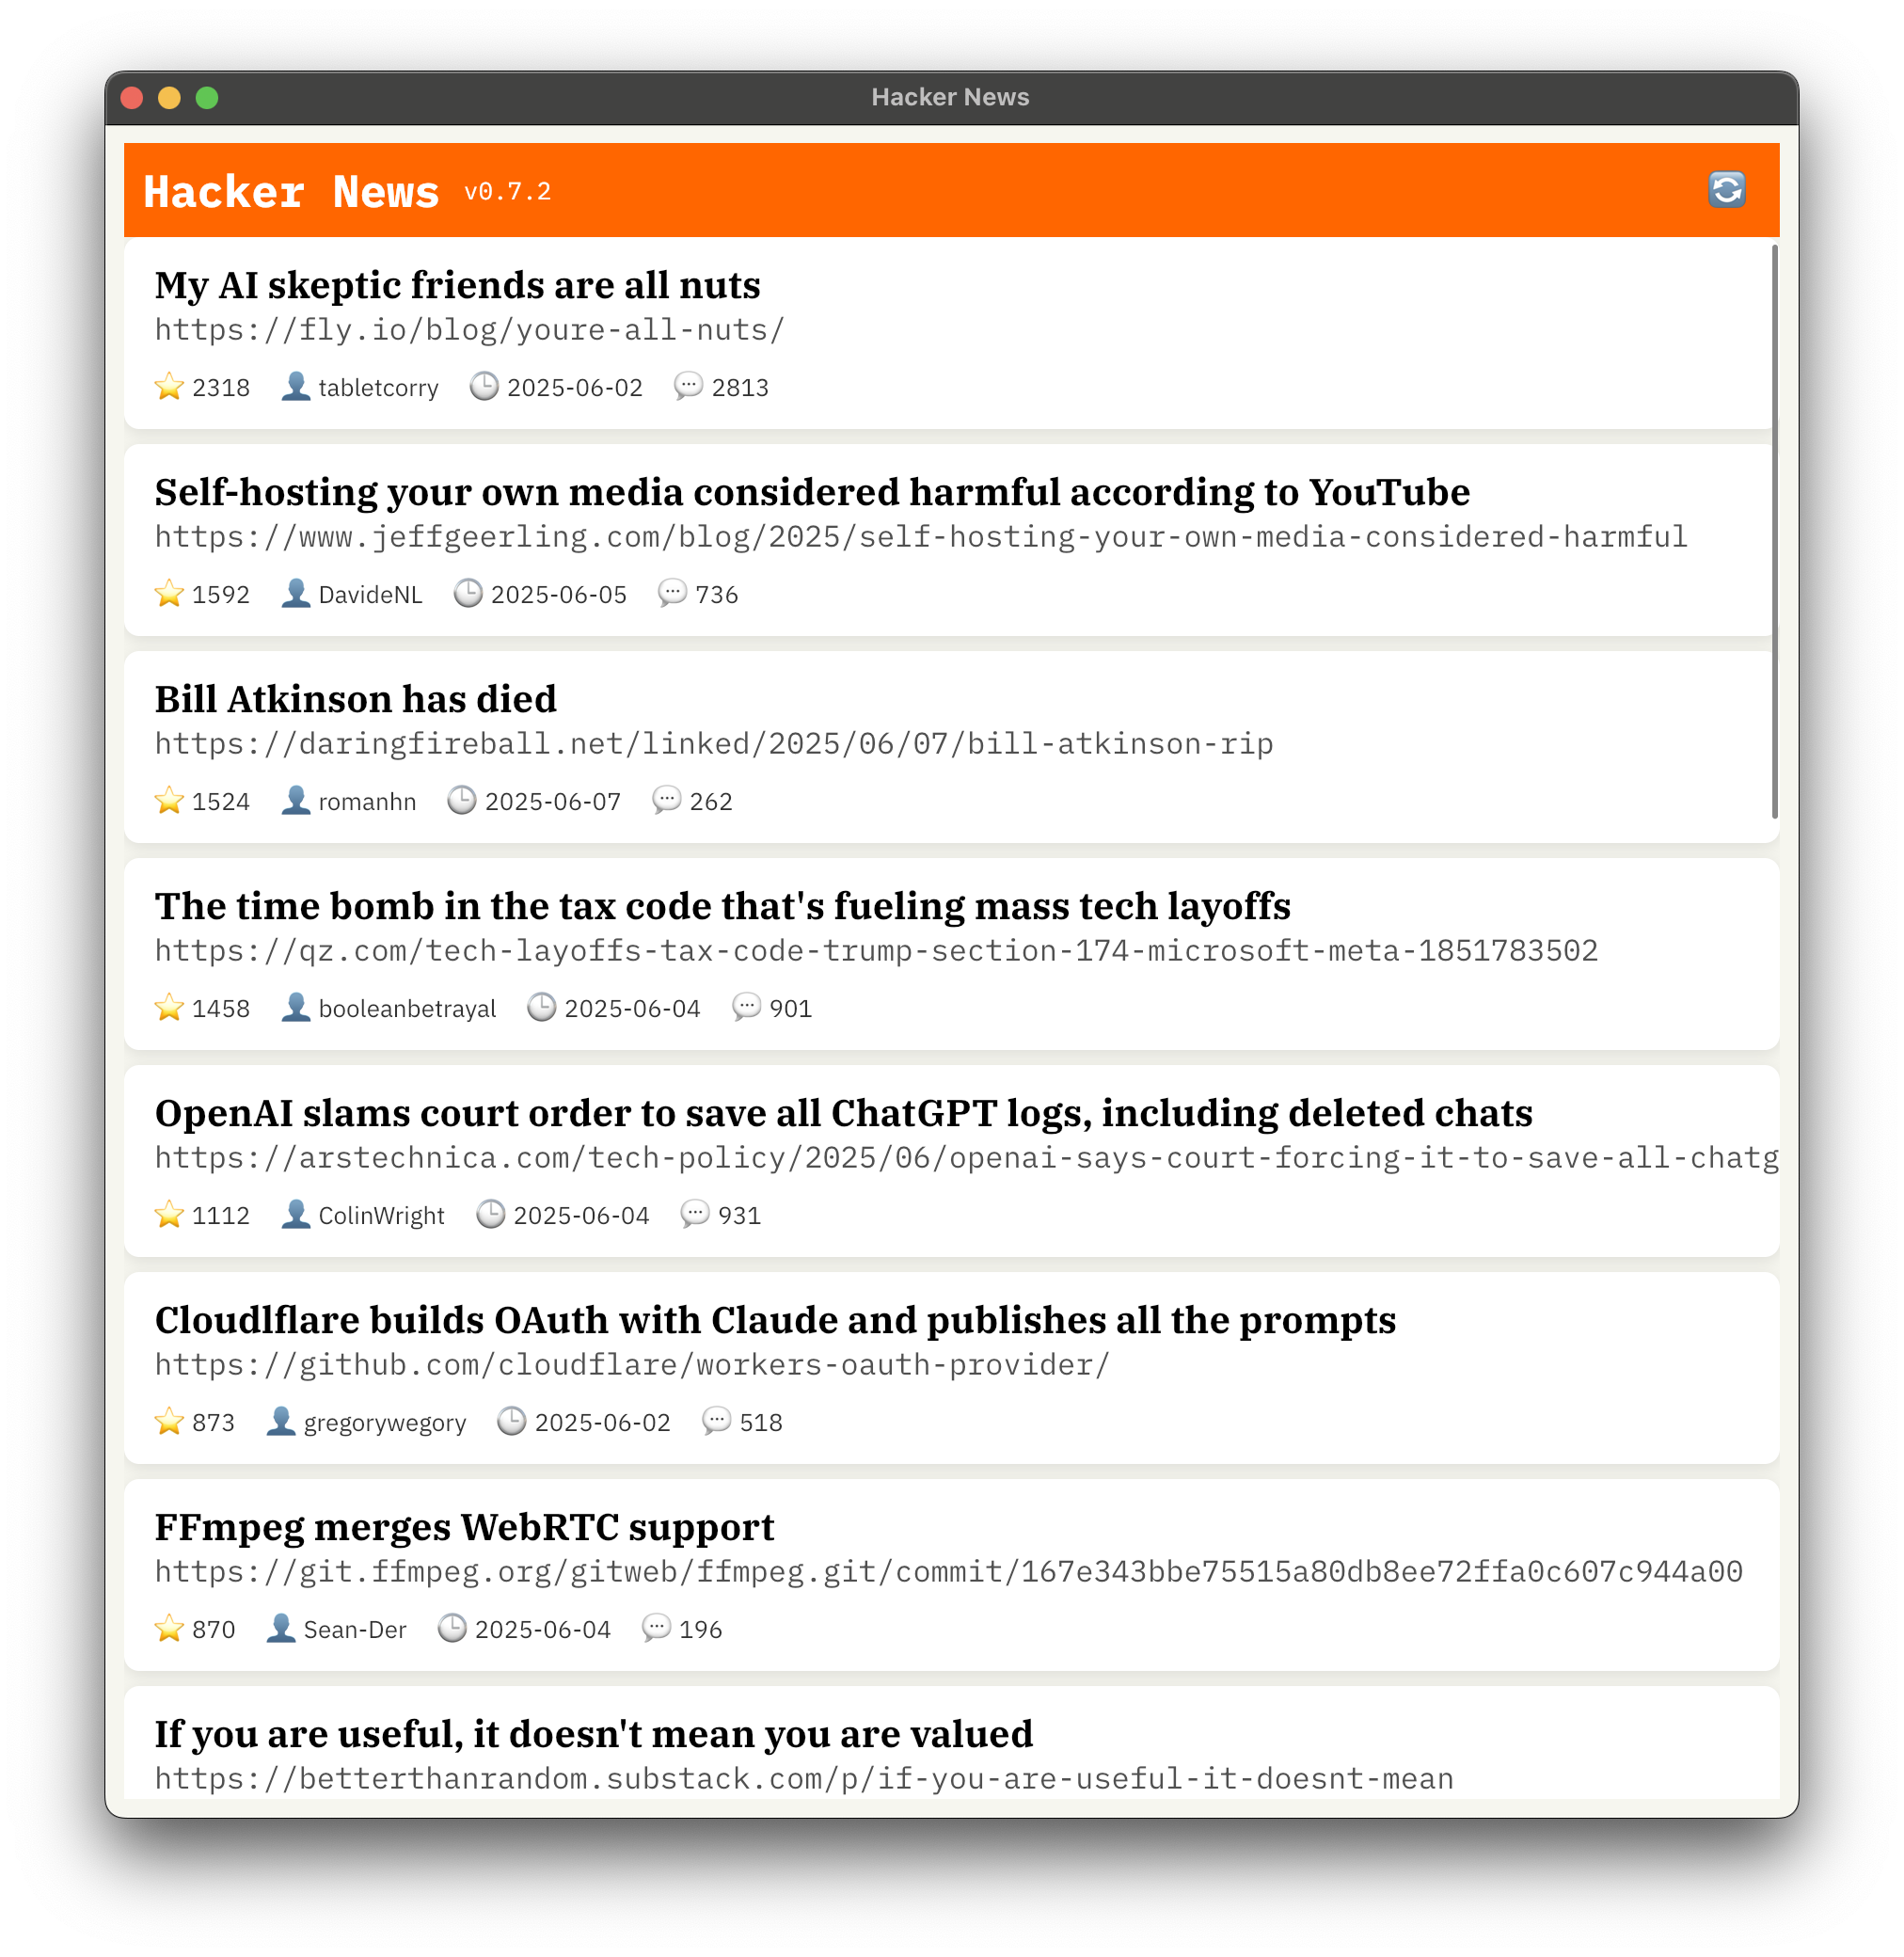 Hacker News
Hacker News v0.7.2
My AI skeptic friends are all nuts
https://fly.io/blog/youre-all-nuts/
2318 tabletcorry 2025-06-02 2813
Self-hosting your own media considered harmful according to YouTube
https://www.jeffgeerling.com/blog/2025/self-hosting-your-own-media-considered-harmful
1592 DavideNL 2025-06-05 736
Bill Atkinson has died
https://daringfireball.net/linked/2025/06/07/bill-atkinson-rip
1524 romanhn 2025-06-07 262
The time bomb in the tax code that's fueling mass tech layoffs
https://qz.com/tech-layoffs-tax-code-trump-section-174-microsoft-meta-1851783502
1458 booleanbetrayal 2025-06-04 901
OpenAI slams court order to save all ChatGPT logs, including deleted chats
https://arstechnica.com/tech-policy/2025/06/openai-says-court-forcing-it-to-save-all-chatg
1112 ColinWright 2025-06-04 931
Cloudlflare builds OAuth with Claude and publishes all the prompts
https://github.com/cloudflare/workers-oauth-provider/
873 gregorywegory 2025-06-02 518
FFmpeg merges WebRTC support
https://git.ffmpeg.org/gitweb/ffmpeg.git/commit/167e343bbe75515a80db8ee72ffa0c607c944a00
870 Sean-Der 2025-06-04 196
If you are useful, it doesn't mean you are valued
https://betterthanrandom.substack.com/p/if-you-are-useful-it-doesnt-mean